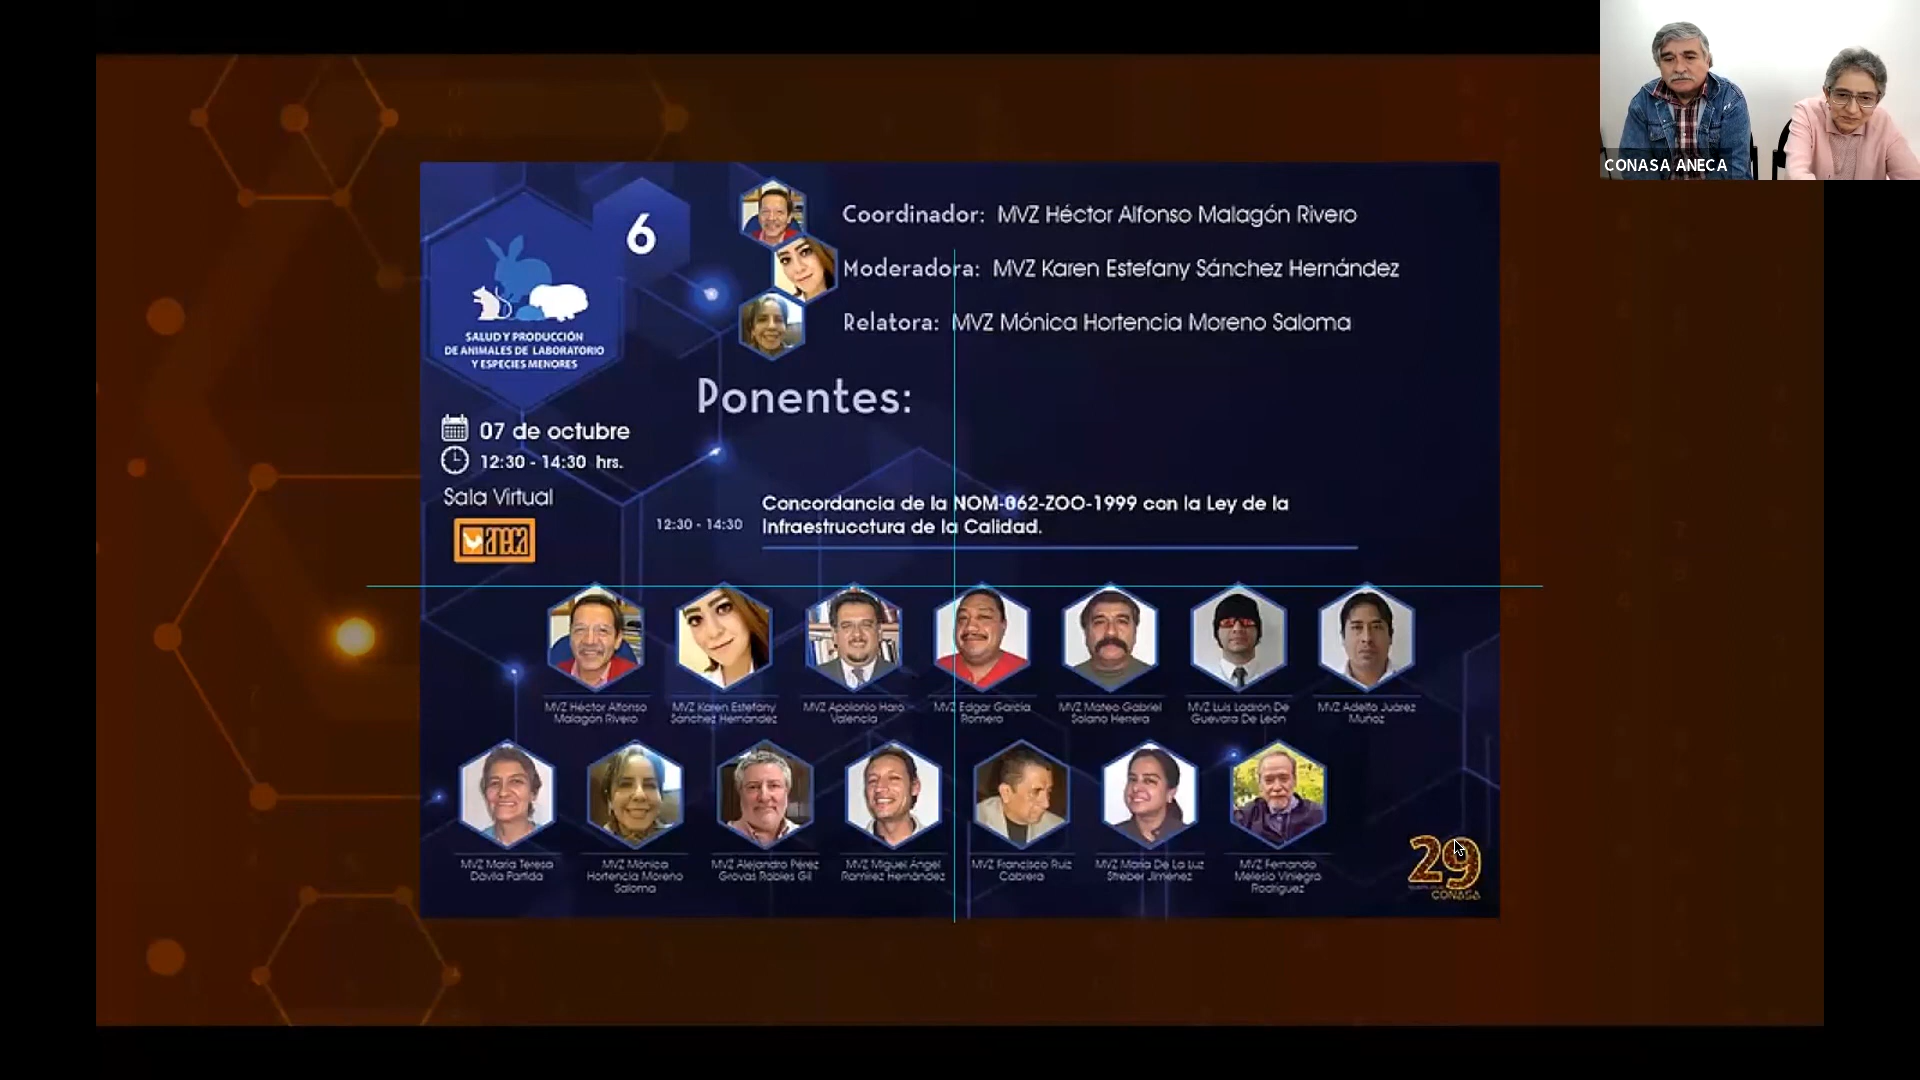 CONASA ANECA
6
Coordinador: MVZ Héctor Alfonso Malagón Rivero
Moderadora: MVZ Karen Estefany Sánchez Hernández
Relatora: MVZ Mónica Hortencia Moreno Saloma
SALUD Y PRODUCCIÓN
DE ANIMALES DE LABORATORIO
Y ESPECIES MENORES
Ponentes:
07 de octubre
12:30 - 14:30 hrs.
Sala Virtual
aneca
12:30 - 14:30
Concordancia de la NOM-062-ZOO-1999 con la Ley de la
Infraestrucctura de la Calidad.
MVZ Héctor Alfonso
Malagón Rivero
MVZ Karen Estefany
Sánchez Hernández
MVZ Apolonio Haro
Valencia
MVZ Edgar García
Romero
MVZ Mateo Gabriel
Solano Herrera
MVZ Luis Ladrón De
Guevara De León
MVZ Adelfo Juárez
Muñoz
MVZ María Teresa
Dávila Partida
MVZ Mónica
Hortencia Moreno
Saloma
MVZ Alejandro Pérez
Grovas Robles Gil
MVZ Miguel Ángel
Ramírez Hernández
MVZ Francisco Ruiz
Cabrera
MVZ María De La Luz
Streber Jiménez
MVZ Fernando
Melesio Viniegra
Rodríguez
29
CONASA